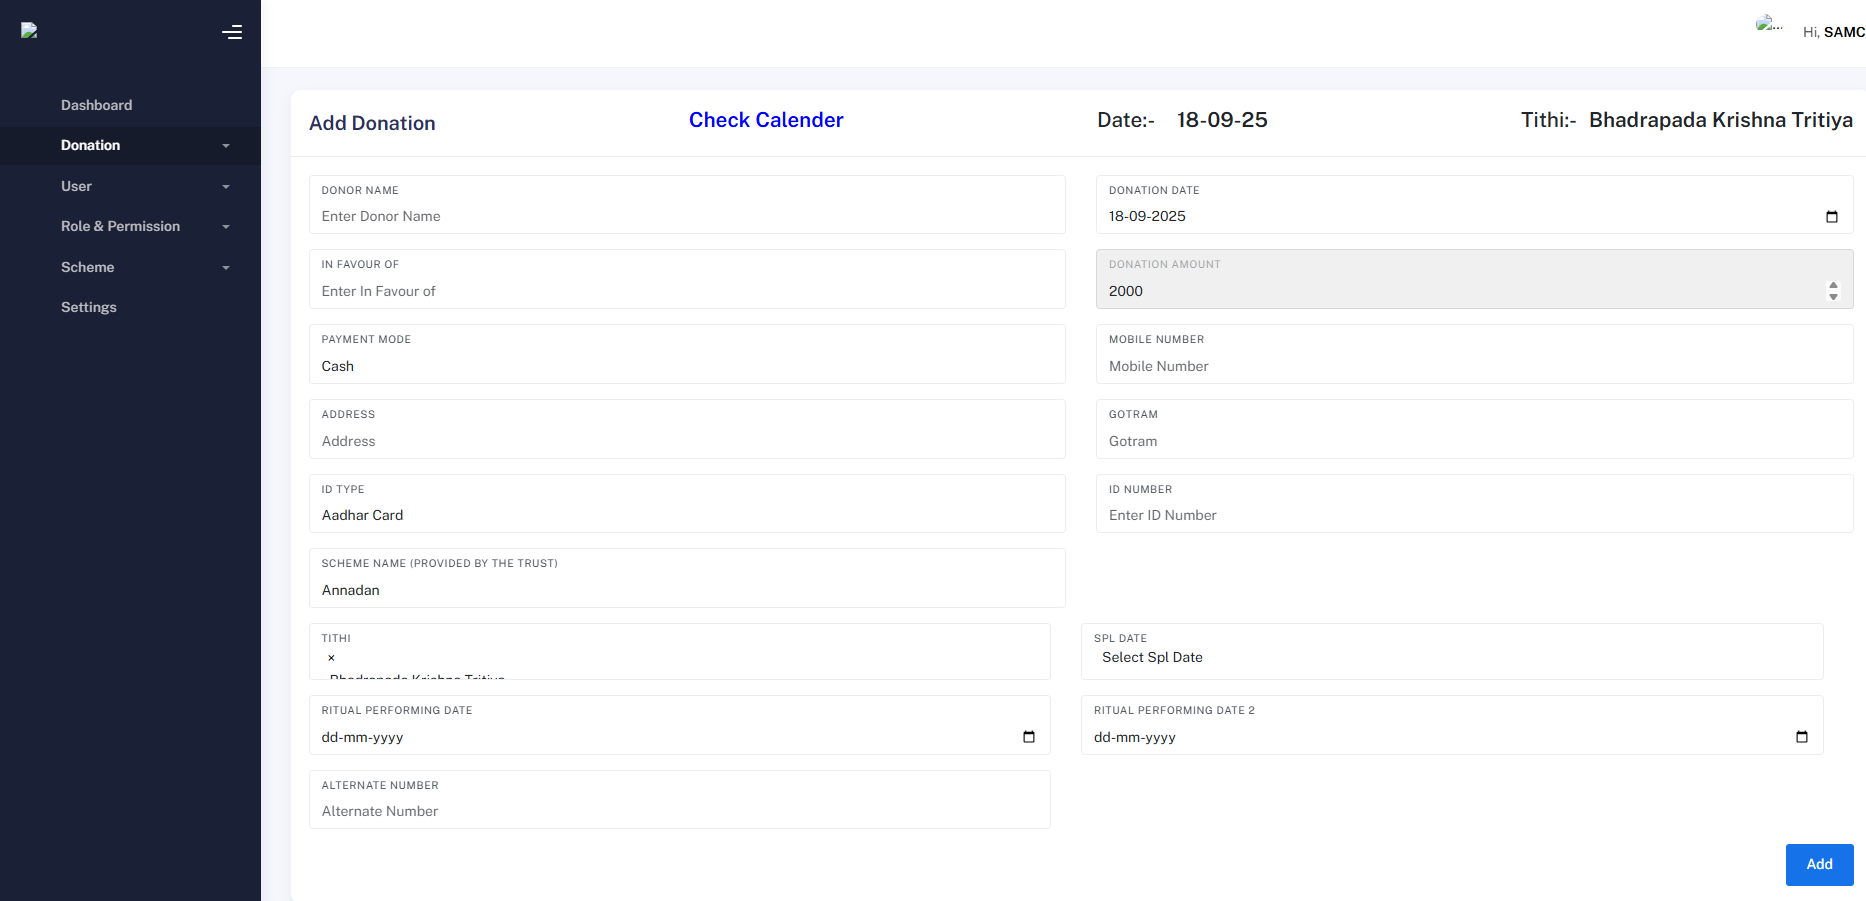 Hi, SAMC
Dashboard
Donation
User
Role & Permission
Scheme
Settings
Add Donation
Check Calender
Date:- 18-09-25
Tithi:- Bhadrapada Krishna Tritiya
DONOR NAME
Enter Donor Name
DONATION DATE
18-09-2025
IN FAVOUR OF
Enter In Favour of
DONATION AMOUNT
2000
PAYMENT MODE
Cash
MOBILE NUMBER
Mobile Number
ADDRESS
Address
GOTRAM
Gotram
ID TYPE
Aadhar Card
ID NUMBER
Enter ID Number
SCHEME NAME (PROVIDED BY THE TRUST)
Annadan
TITHI
×
Bhadrapada Krishna Tritiya
SPL DATE
Select Spl Date
RITUAL PERFORMING DATE
dd-mm-yyyy
RITUAL PERFORMING DATE 2
dd-mm-yyyy
ALTERNATE NUMBER
Alternate Number
Add